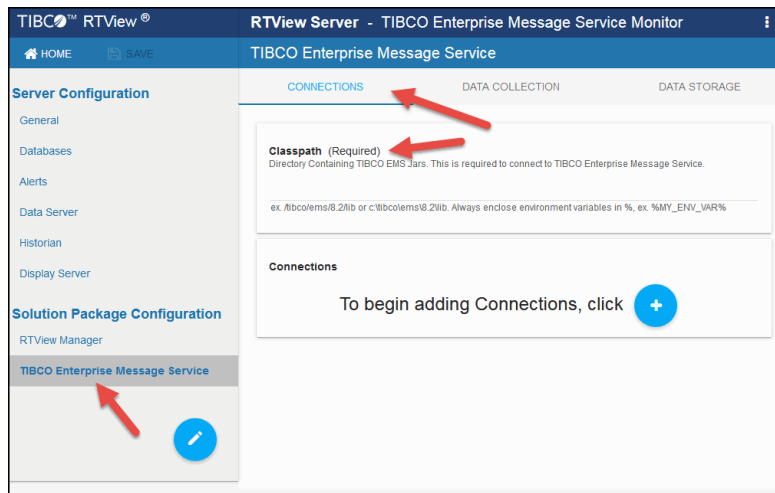 TIBCO™ RTView ®
RTView Server - TIBCO Enterprise Message Service Monitor
HOME
SAVE
TIBCO Enterprise Message Service
Server Configuration
General
Databases
Alerts
Data Server
Historian
Display Server
Solution Package Configuration
RTView Manager
TIBCO Enterprise Message Service
CONNECTIONS
DATA COLLECTION
DATA STORAGE
Classpath (Required)
Directory Containing TIBCO EMS Jars. This is required to connect to TIBCO Enterprise Message Service.
ex. /tibco/ems/8.2/lib or c:\tibco\ems\8.2\lib. Always enclose environment variables in %, ex. %MY_ENV_VAR%
Connections
To begin adding Connections, click